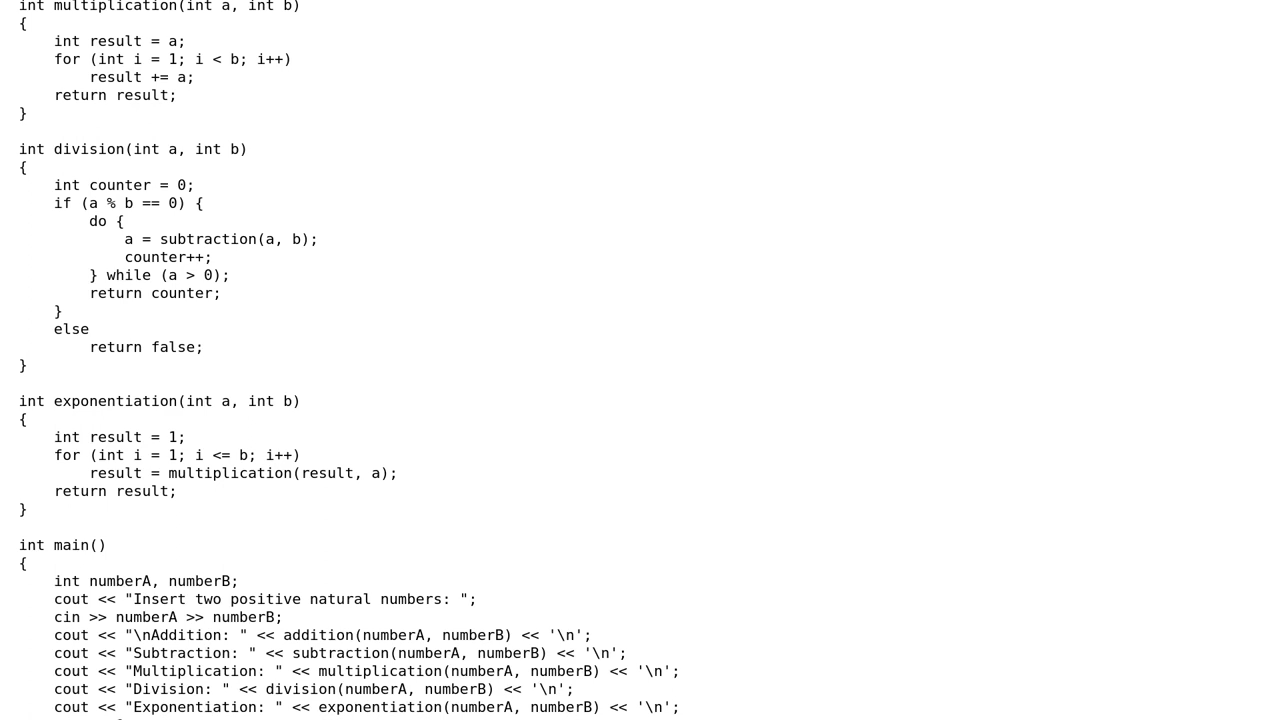 int multiplication(int a, int b)
{
    int result = a;
    for (int i = 1; i < b; i++)
        result += a;
    return result;
}

int division(int a, int b)
{
    int counter = 0;
    if (a % b == 0) {
        do {
            a = subtraction(a, b);
            counter++;
        } while (a > 0);
        return counter;
    }
    else
        return false;
}

int exponentiation(int a, int b)
{
    int result = 1;
    for (int i = 1; i <= b; i++)
        result = multiplication(result, a);
    return result;
}

int main()
{
    int numberA, numberB;
    cout << "Insert two positive natural numbers: ";
    cin >> numberA >> numberB;
    cout << "\nAddition: " << addition(numberA, numberB) << '\n';
    cout << "Subtraction: " << subtraction(numberA, numberB) << '\n';
    cout << "Multiplication: " << multiplication(numberA, numberB) << '\n';
    cout << "Division: " << division(numberA, numberB) << '\n';
    cout << "Exponentiation: " << exponentiation(numberA, numberB) << '\n';